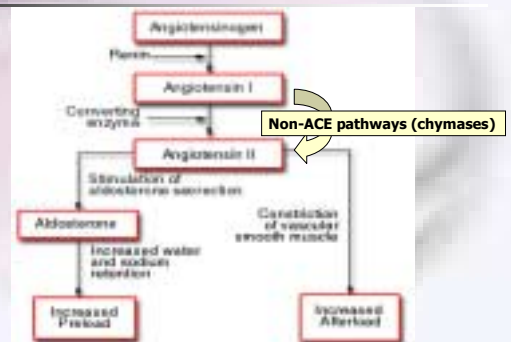 Angiotensinogen
Renin
Angiotensin I
Converting
enzyme
Non-ACE pathways (chymases)
Angiotensin II
Stimulation of
aldosterone secretion
Aldosterone
Constriction
of vascular
smooth muscle
Increased water
and sodium
retention
Increased
Preload
Increased
Afterload